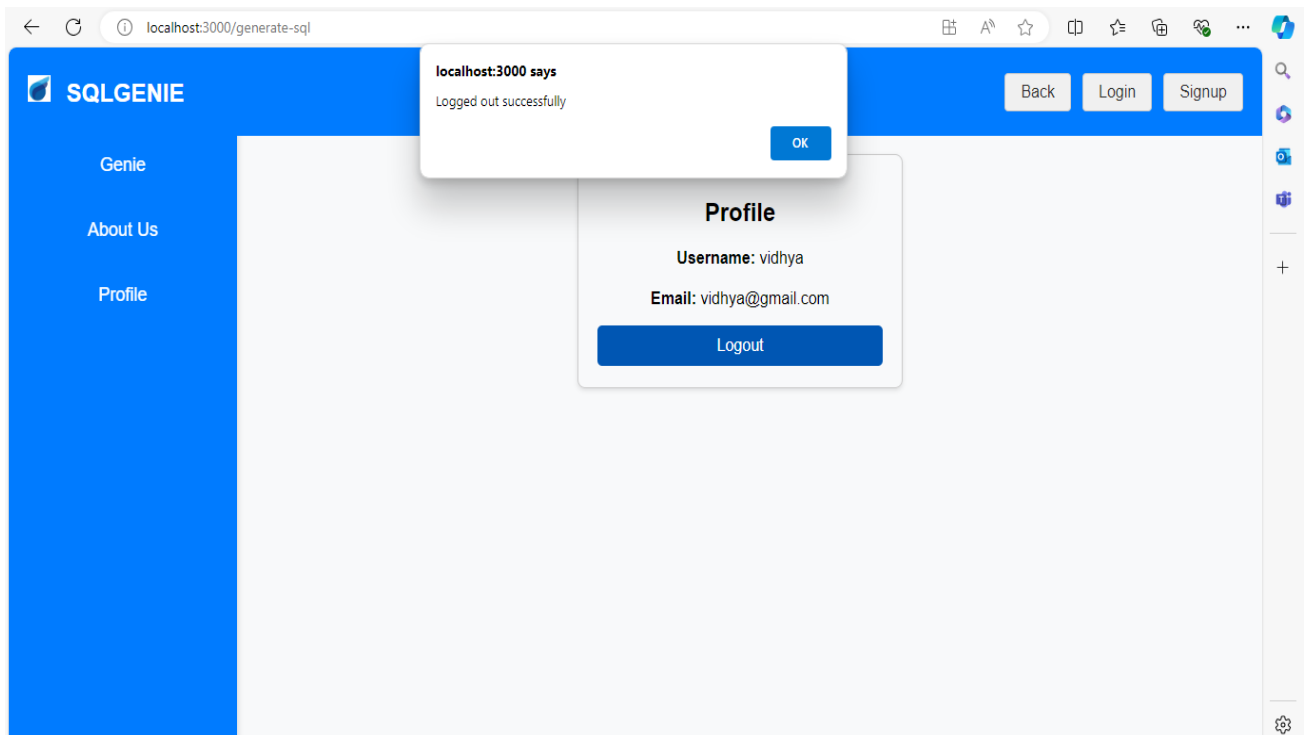 localhost:3000/generate-sql
localhost:3000 says
Logged out successfully
OK
SQLGENIE
Back
Login
Signup
Genie
About Us
Profile
Profile
Username: vidhya
Email: vidhya@gmail.com
Logout